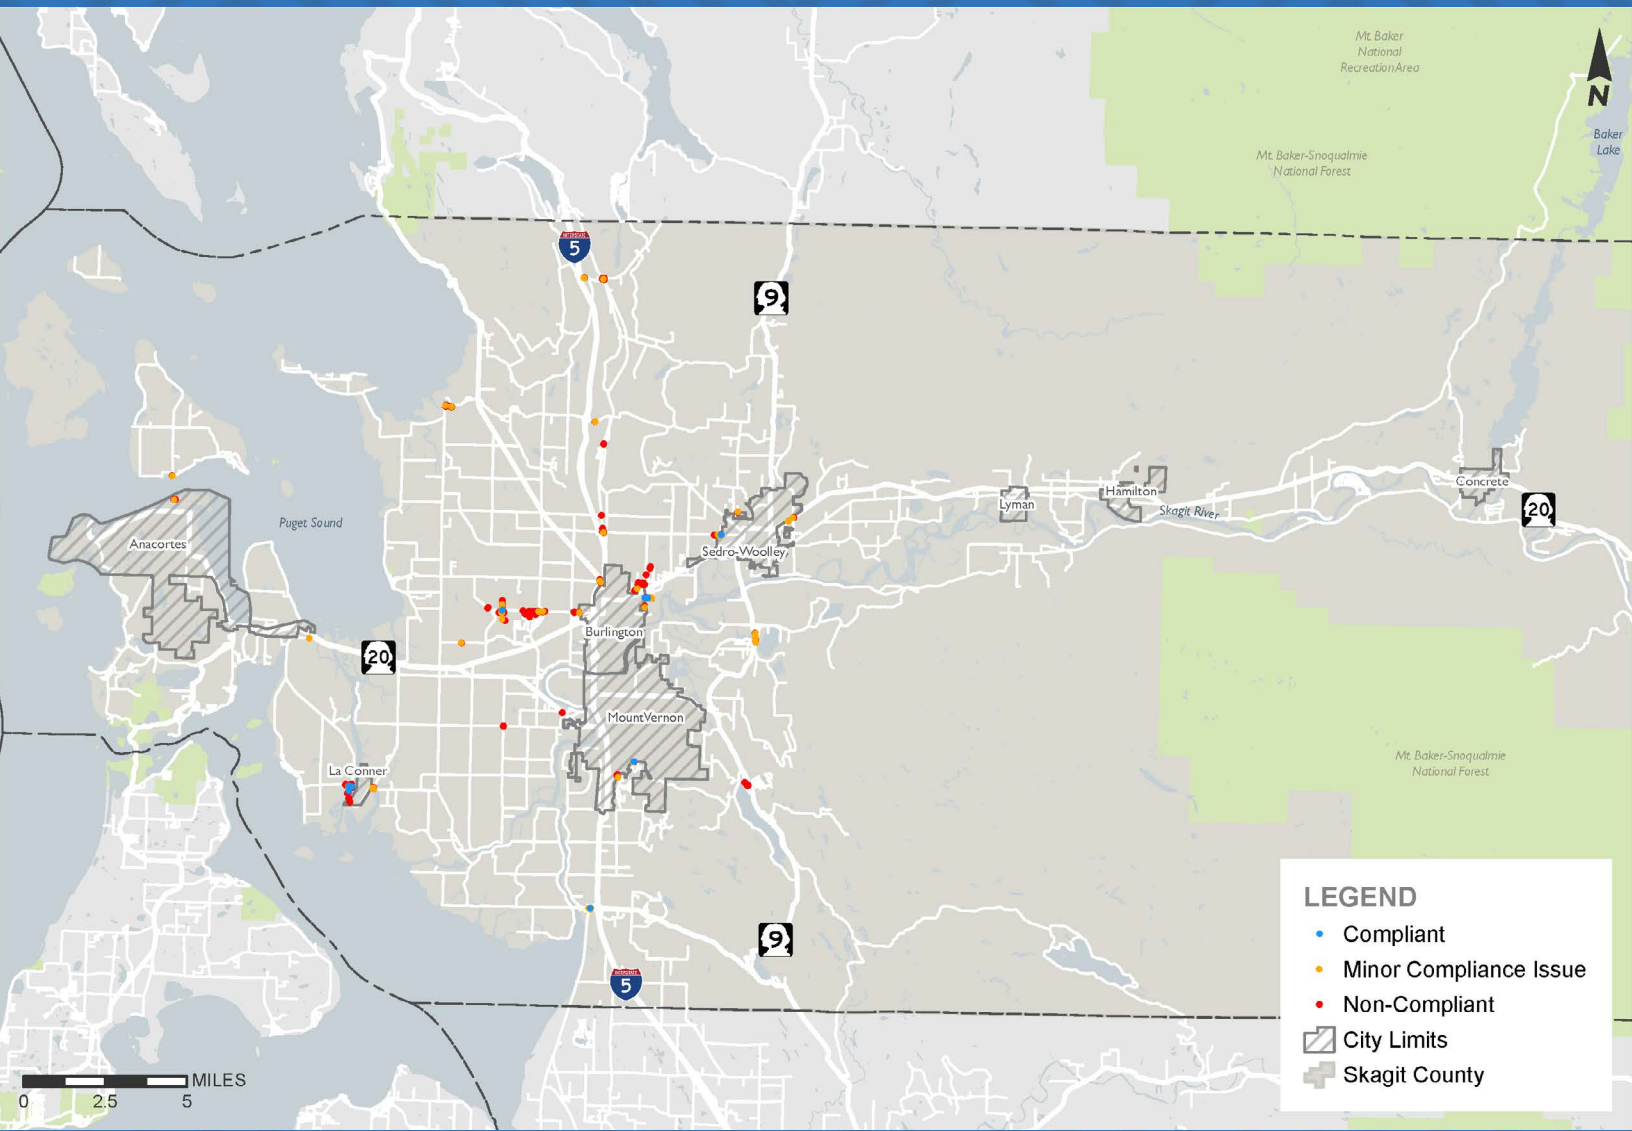 Mt. Baker
National
Recreation Area
N
Baker
Lake
Mt. Baker-Snoqualmie
National Forest
INTERSTATE
5
9
Puget Sound
Anacortes
Lyman
Hamilton
Skagit River
Concrete
20
Sedro-Woolley
Burlington
20
Mount Vernon
La Conner
Mt. Baker-Snoqualmie
National Forest
9
INTERSTATE
5
LEGEND
Compliant
Minor Compliance Issue
Non-Compliant
City Limits
Skagit County
MILES
0 2.5 5